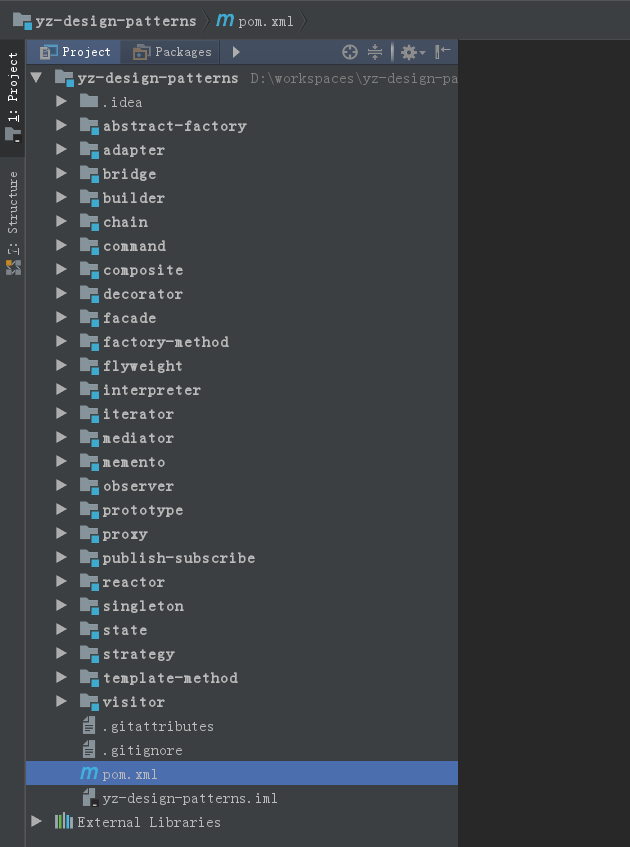 yz-design-patterns pom.xml
Project Packages
1: Project
7: Structure
yz-design-patterns D:\workspaces\yz-design-pa
.idea
abstract-factory
adapter
bridge
builder
chain
command
composite
decorator
facade
factory-method
flyweight
interpreter
iterator
mediator
memento
observer
prototype
proxy
publish-subscribe
reactor
singleton
state
strategy
template-method
visitor
.gitattributes
.gitignore
pom.xml
yz-design-patterns.iml
External Libraries